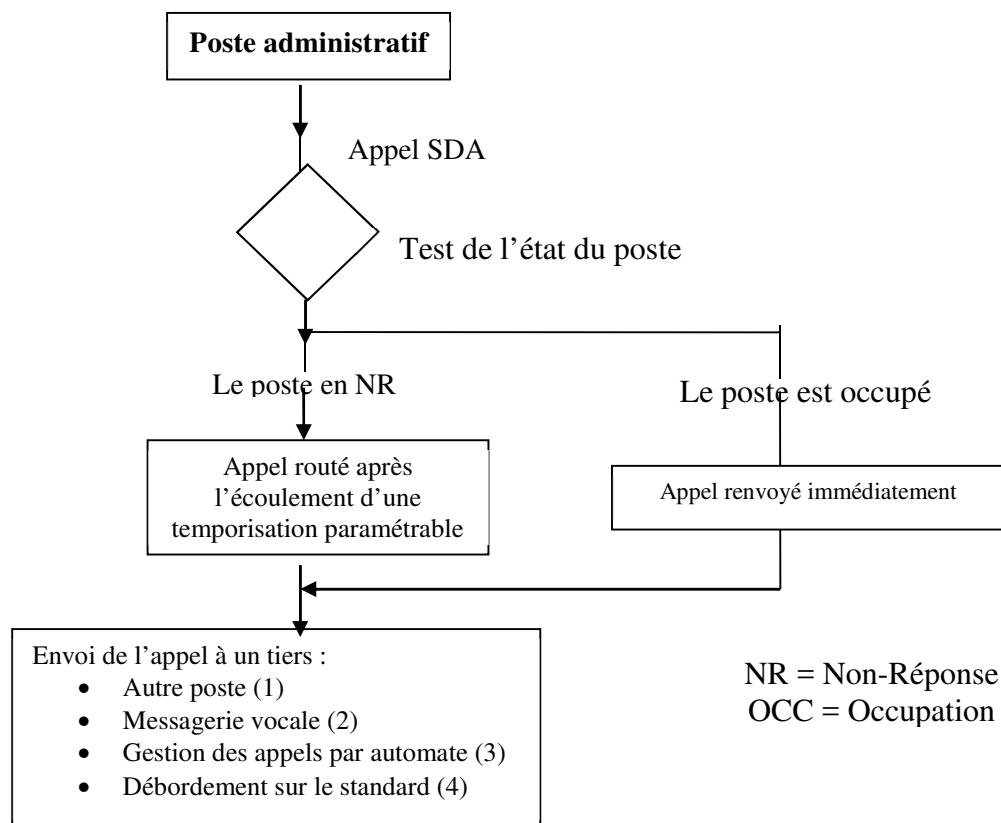 Poste administratif
Appel SDA
Test de l’état du poste
Le poste en NR
Le poste est occupé
Appel routé après
l’écoulement d’une
temporisation paramétrable
Appel renvoyé immédiatement
Envoi de l’appel à un tiers :
• Autre poste (1)
• Messagerie vocale (2)
• Gestion des appels par automate (3)
• Débordement sur le standard (4)
NR = Non-Réponse
OCC = Occupation